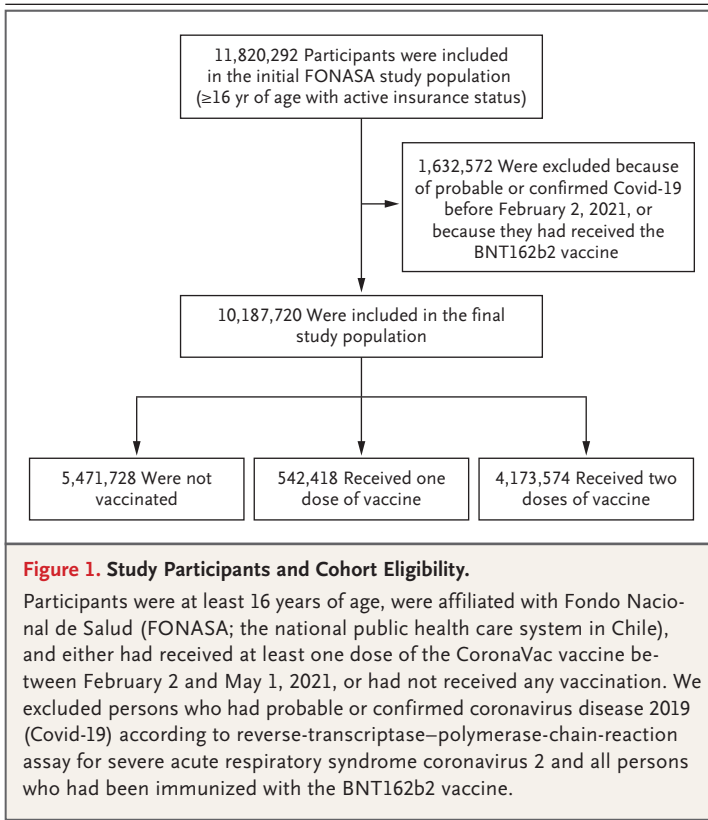 11,820,292 Participants were included
in the initial FONASA study population
(≥16 yr of age with active insurance status)
1,632,572 Were excluded because
of probable or confirmed Covid-19
before February 2, 2021, or
because they had received the
BNT162b2 vaccine
10,187,720 Were included in the final
study population
5,471,728 Were not
vaccinated
542,418 Received one
dose of vaccine
4,173,574 Received two
doses of vaccine
Figure 1. Study Participants and Cohort Eligibility.
Participants were at least 16 years of age, were affiliated with Fondo Nacio-
nal de Salud (FONASA; the national public health care system in Chile),
and either had received at least one dose of the CoronaVac vaccine be-
tween February 2 and May 1, 2021, or had not received any vaccination. We
excluded persons who had probable or confirmed coronavirus disease 2019
(Covid-19) according to reverse-transcriptase–polymerase-chain-reaction
assay for severe acute respiratory syndrome coronavirus 2 and all persons
who had been immunized with the BNT162b2 vaccine.